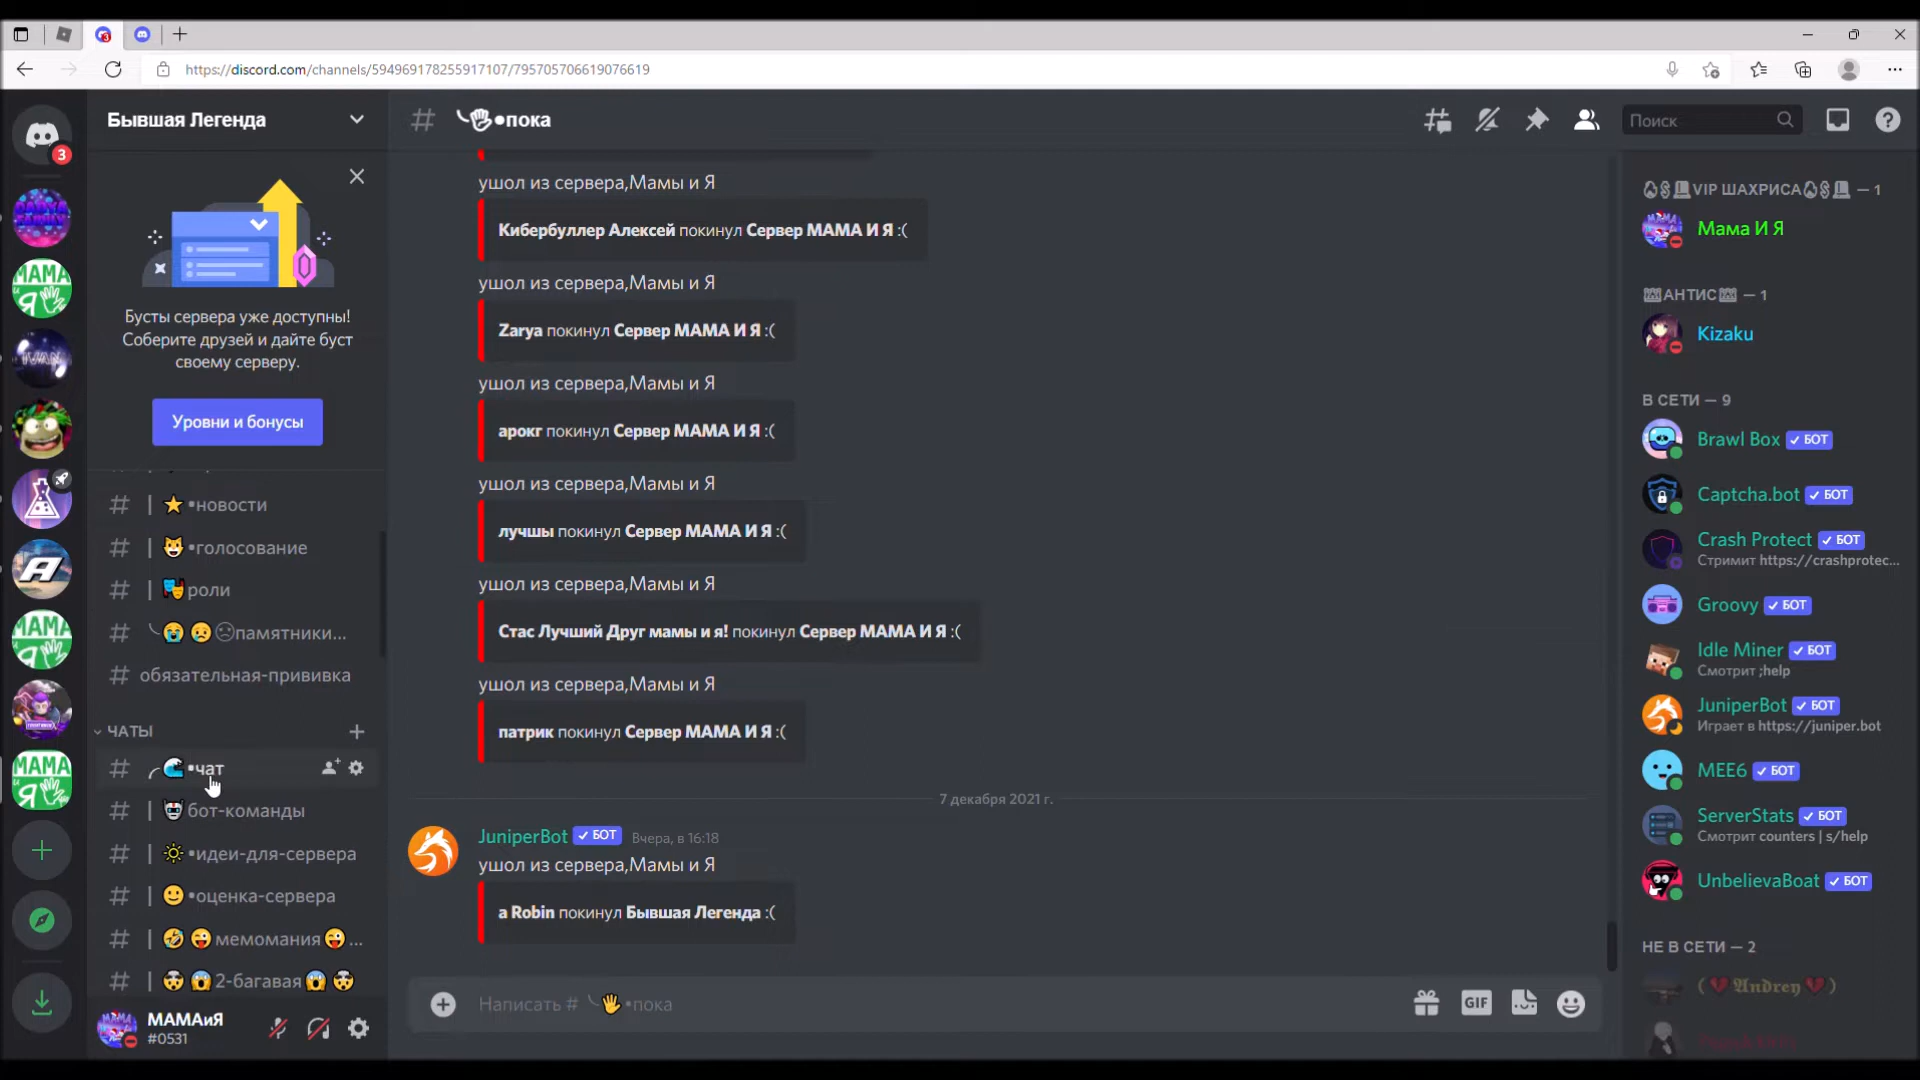 https://discord.com/channels/594969178255917107/795705706619076619
Бывшая Легенда
•пока
Поиск
3
Бусты сервера уже доступны!
Соберите друзей и дайте буст
своему серверу.
Уровни и бонусы
•новости
•голосование
роли
памятники...
обязательная-прививка
ЧАТЫ
•чат
бот-команды
•идеи-для-сервера
•оценка-сервера
мемомания...
2-багавая
МАМАиЯ
#0531
МАМА
и
Я
IVAN
МАМА
и
Я
МАМА
и
Я
ушол из сервера,Мамы и Я
Кибербуллер Алексей покинул Сервер МАМА И Я :(
ушол из сервера,Мамы и Я
Zarya покинул Сервер МАМА И Я :(
ушол из сервера,Мамы и Я
арокг покинул Сервер МАМА И Я :(
ушол из сервера,Мамы и Я
лучшы покинул Сервер МАМА И Я :(
ушол из сервера,Мамы и Я
Стас Лучший Друг мамы и я! покинул Сервер МАМА И Я :(
ушол из сервера,Мамы и Я
патрик покинул Сервер МАМА И Я :(
7 декабря 2021 г.
JuniperBot ✓ БОТ Вчера, в 16:18
ушол из сервера,Мамы и Я
a Robin покинул Бывшая Легенда :(
Написать # •пока
GIF
VIP ШАХРИСА — 1
Мама И Я
АНТИС — 1
Kizaku
В СЕТИ — 9
Brawl Box ✓ БОТ
Captcha.bot ✓ БОТ
Crash Protect ✓ БОТ
Стримит https://crashprotec...
Groovy ✓ БОТ
Idle Miner ✓ БОТ
Смотрит ;help
JuniperBot ✓ БОТ
Играет в https://juniper.bot
MEE6 ✓ БОТ
ServerStats ✓ БОТ
Смотрит counters | s/help
UnbelievaBoat ✓ БОТ
НЕ В СЕТИ — 2
(💔𝕬𝖓𝖉𝖗𝖊𝖞💔)